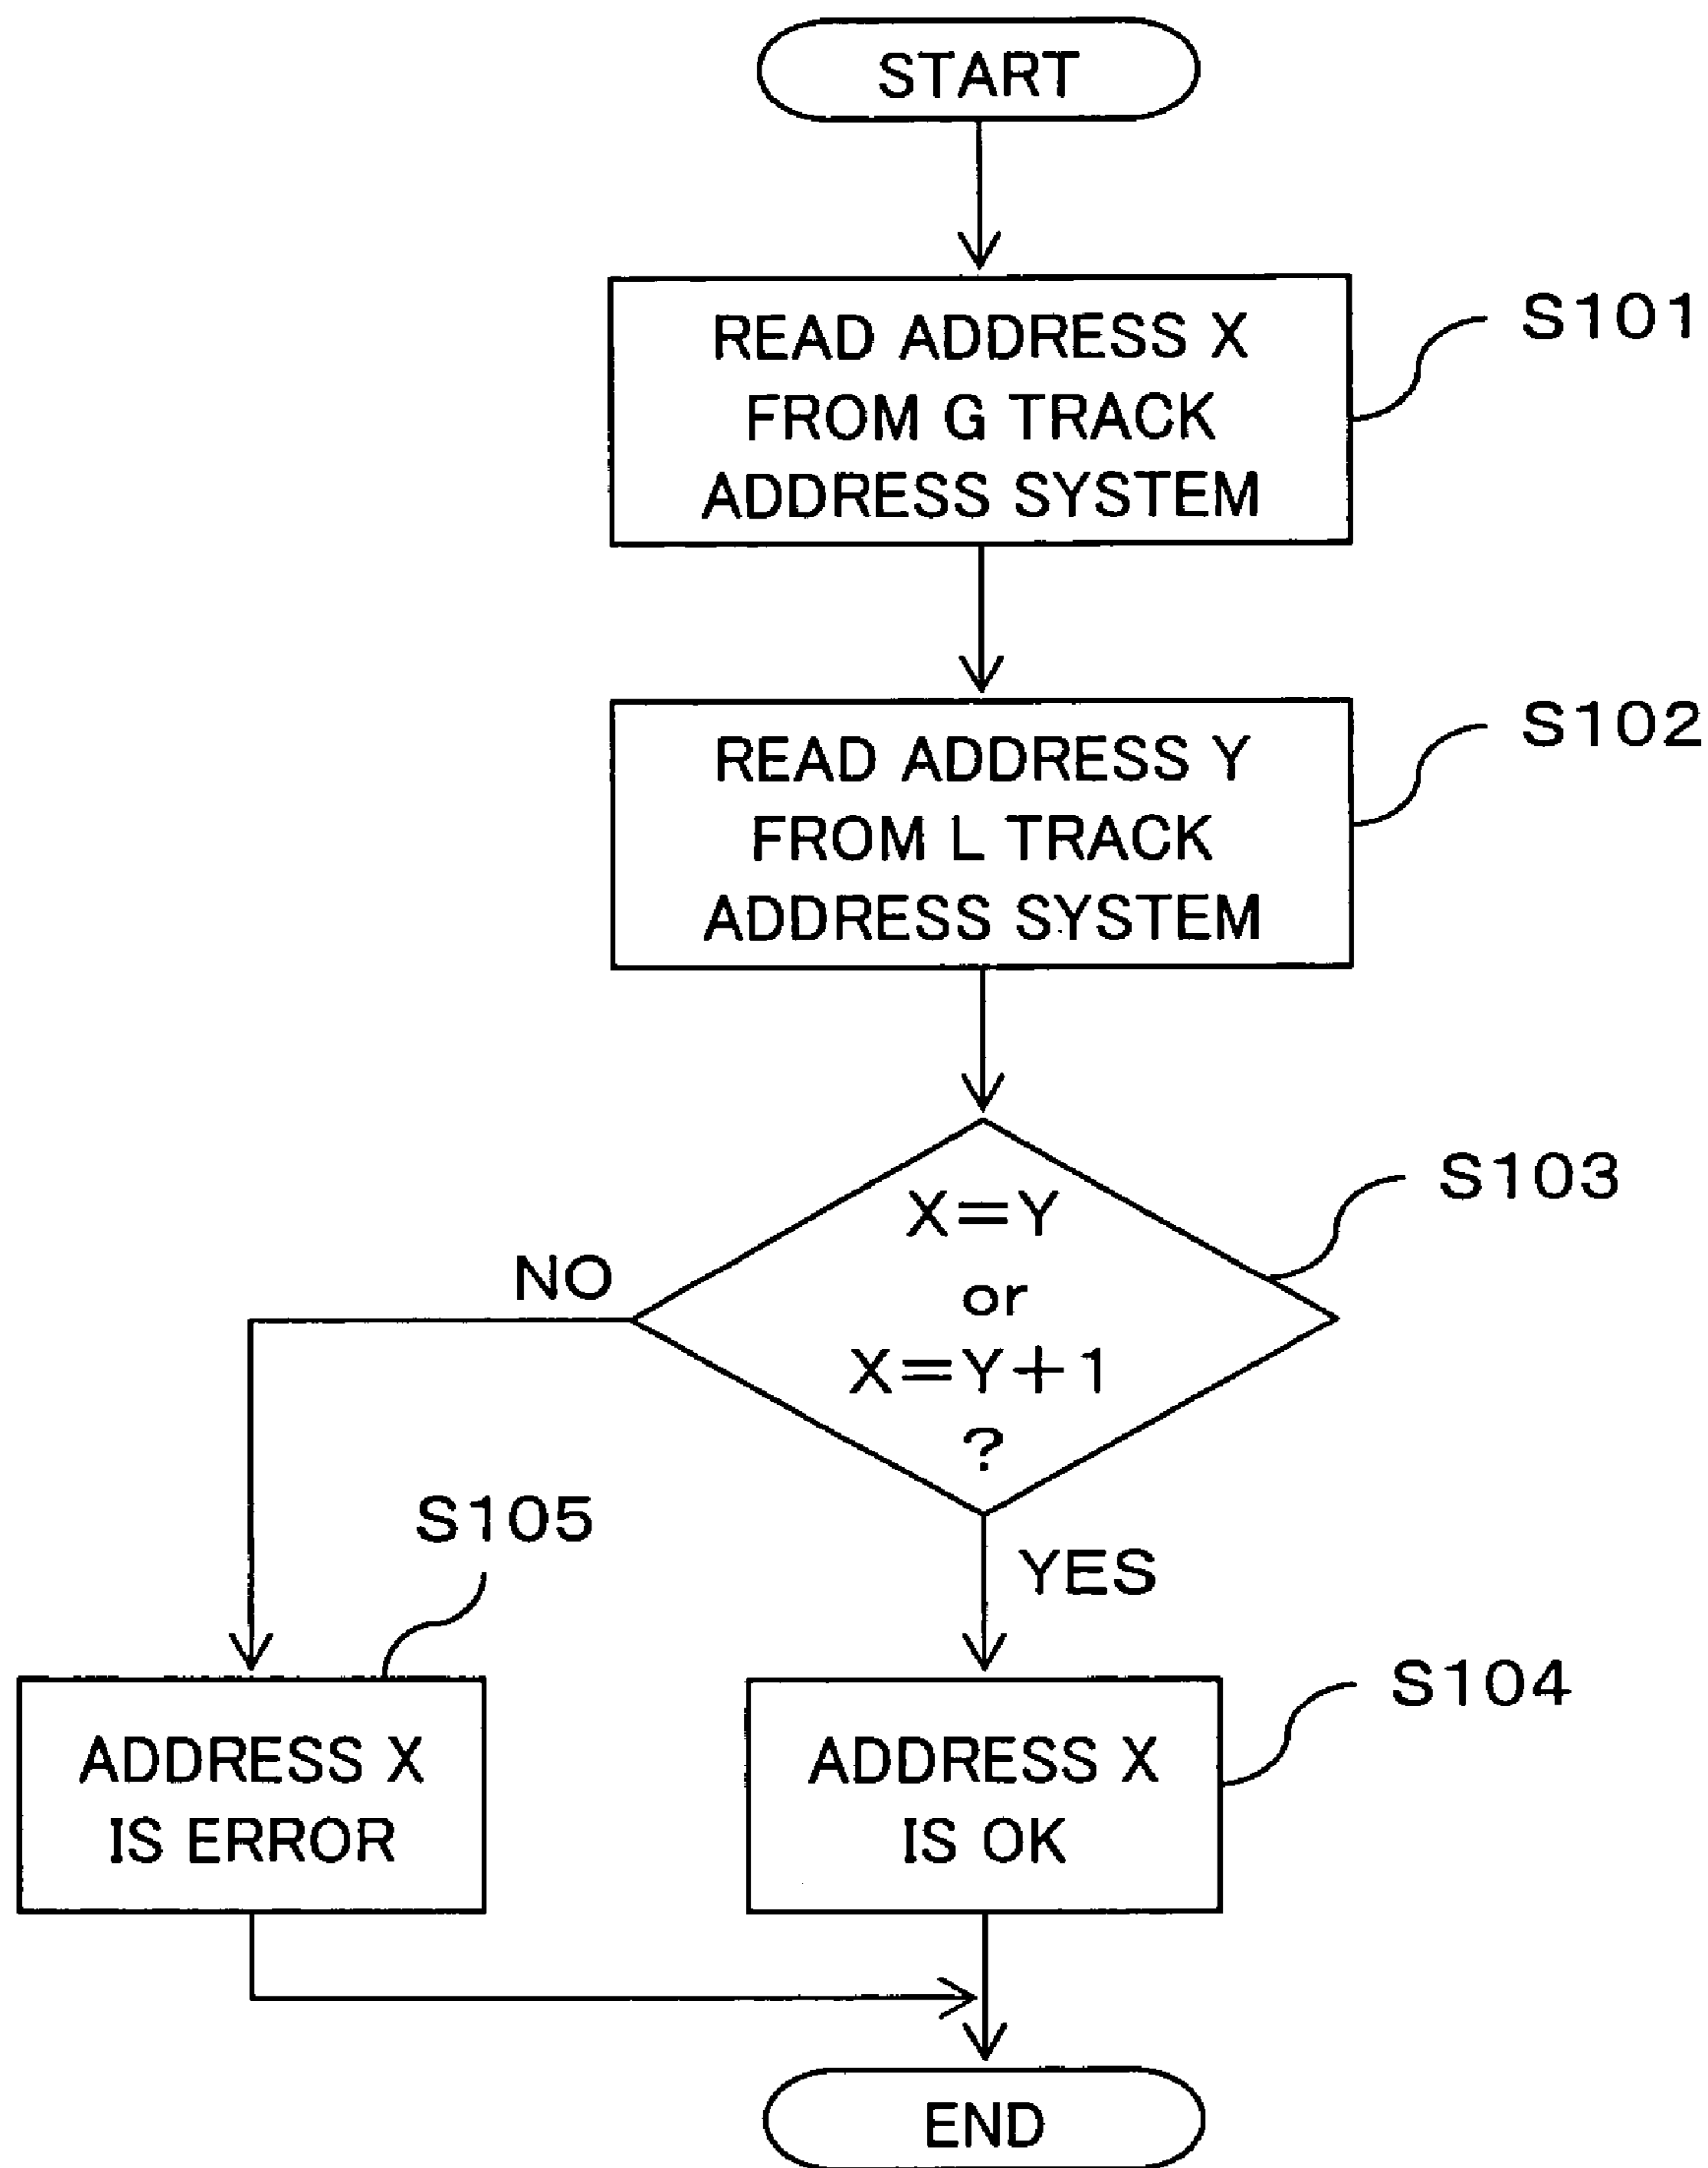 START
READ ADDRESS X
FROM G TRACK
ADDRESS SYSTEM
S101
READ ADDRESS Y
FROM L TRACK
ADDRESS SYSTEM
S102
X=Y
or
X=Y+1
?
S103
NO
YES
S105
ADDRESS X
IS ERROR
S104
ADDRESS X
IS OK
END